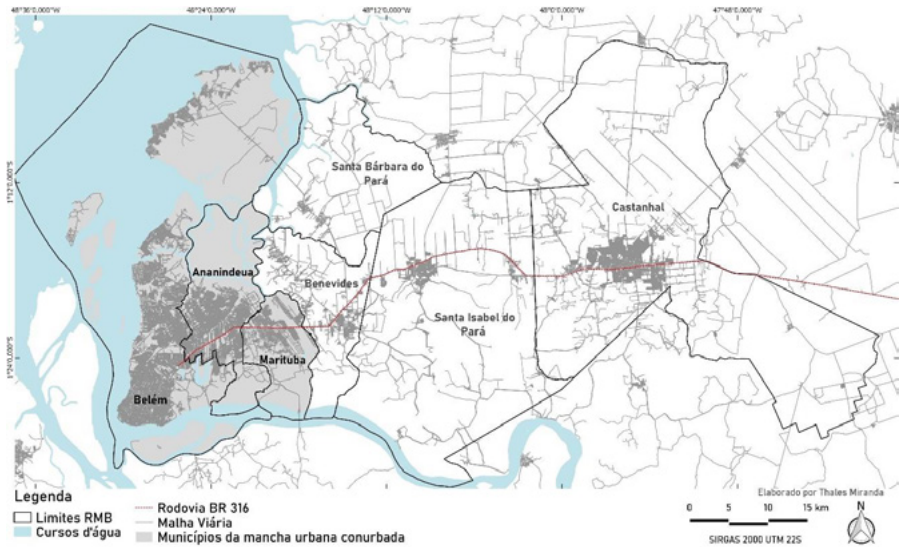 48°36'0.000"W
48°24'0.000"W
48°12'0.000"W
48°0'0.000"W
47°48'0.000"W
1°12'0.000"S
1°24'0.000"S
Santa Bárbara do
Pará
Castanhal
Ananindeua
Benevides
Santa Isabel do
Pará
Marituba
Belém
Legenda
Limites RMB
Cursos d'água
Rodovia BR 316
Malha Viária
Municípios da mancha urbana conurbada
Elaborado por Thales Miranda
0 5 10 15 km
SIRGAS 2000 UTM 22S
N